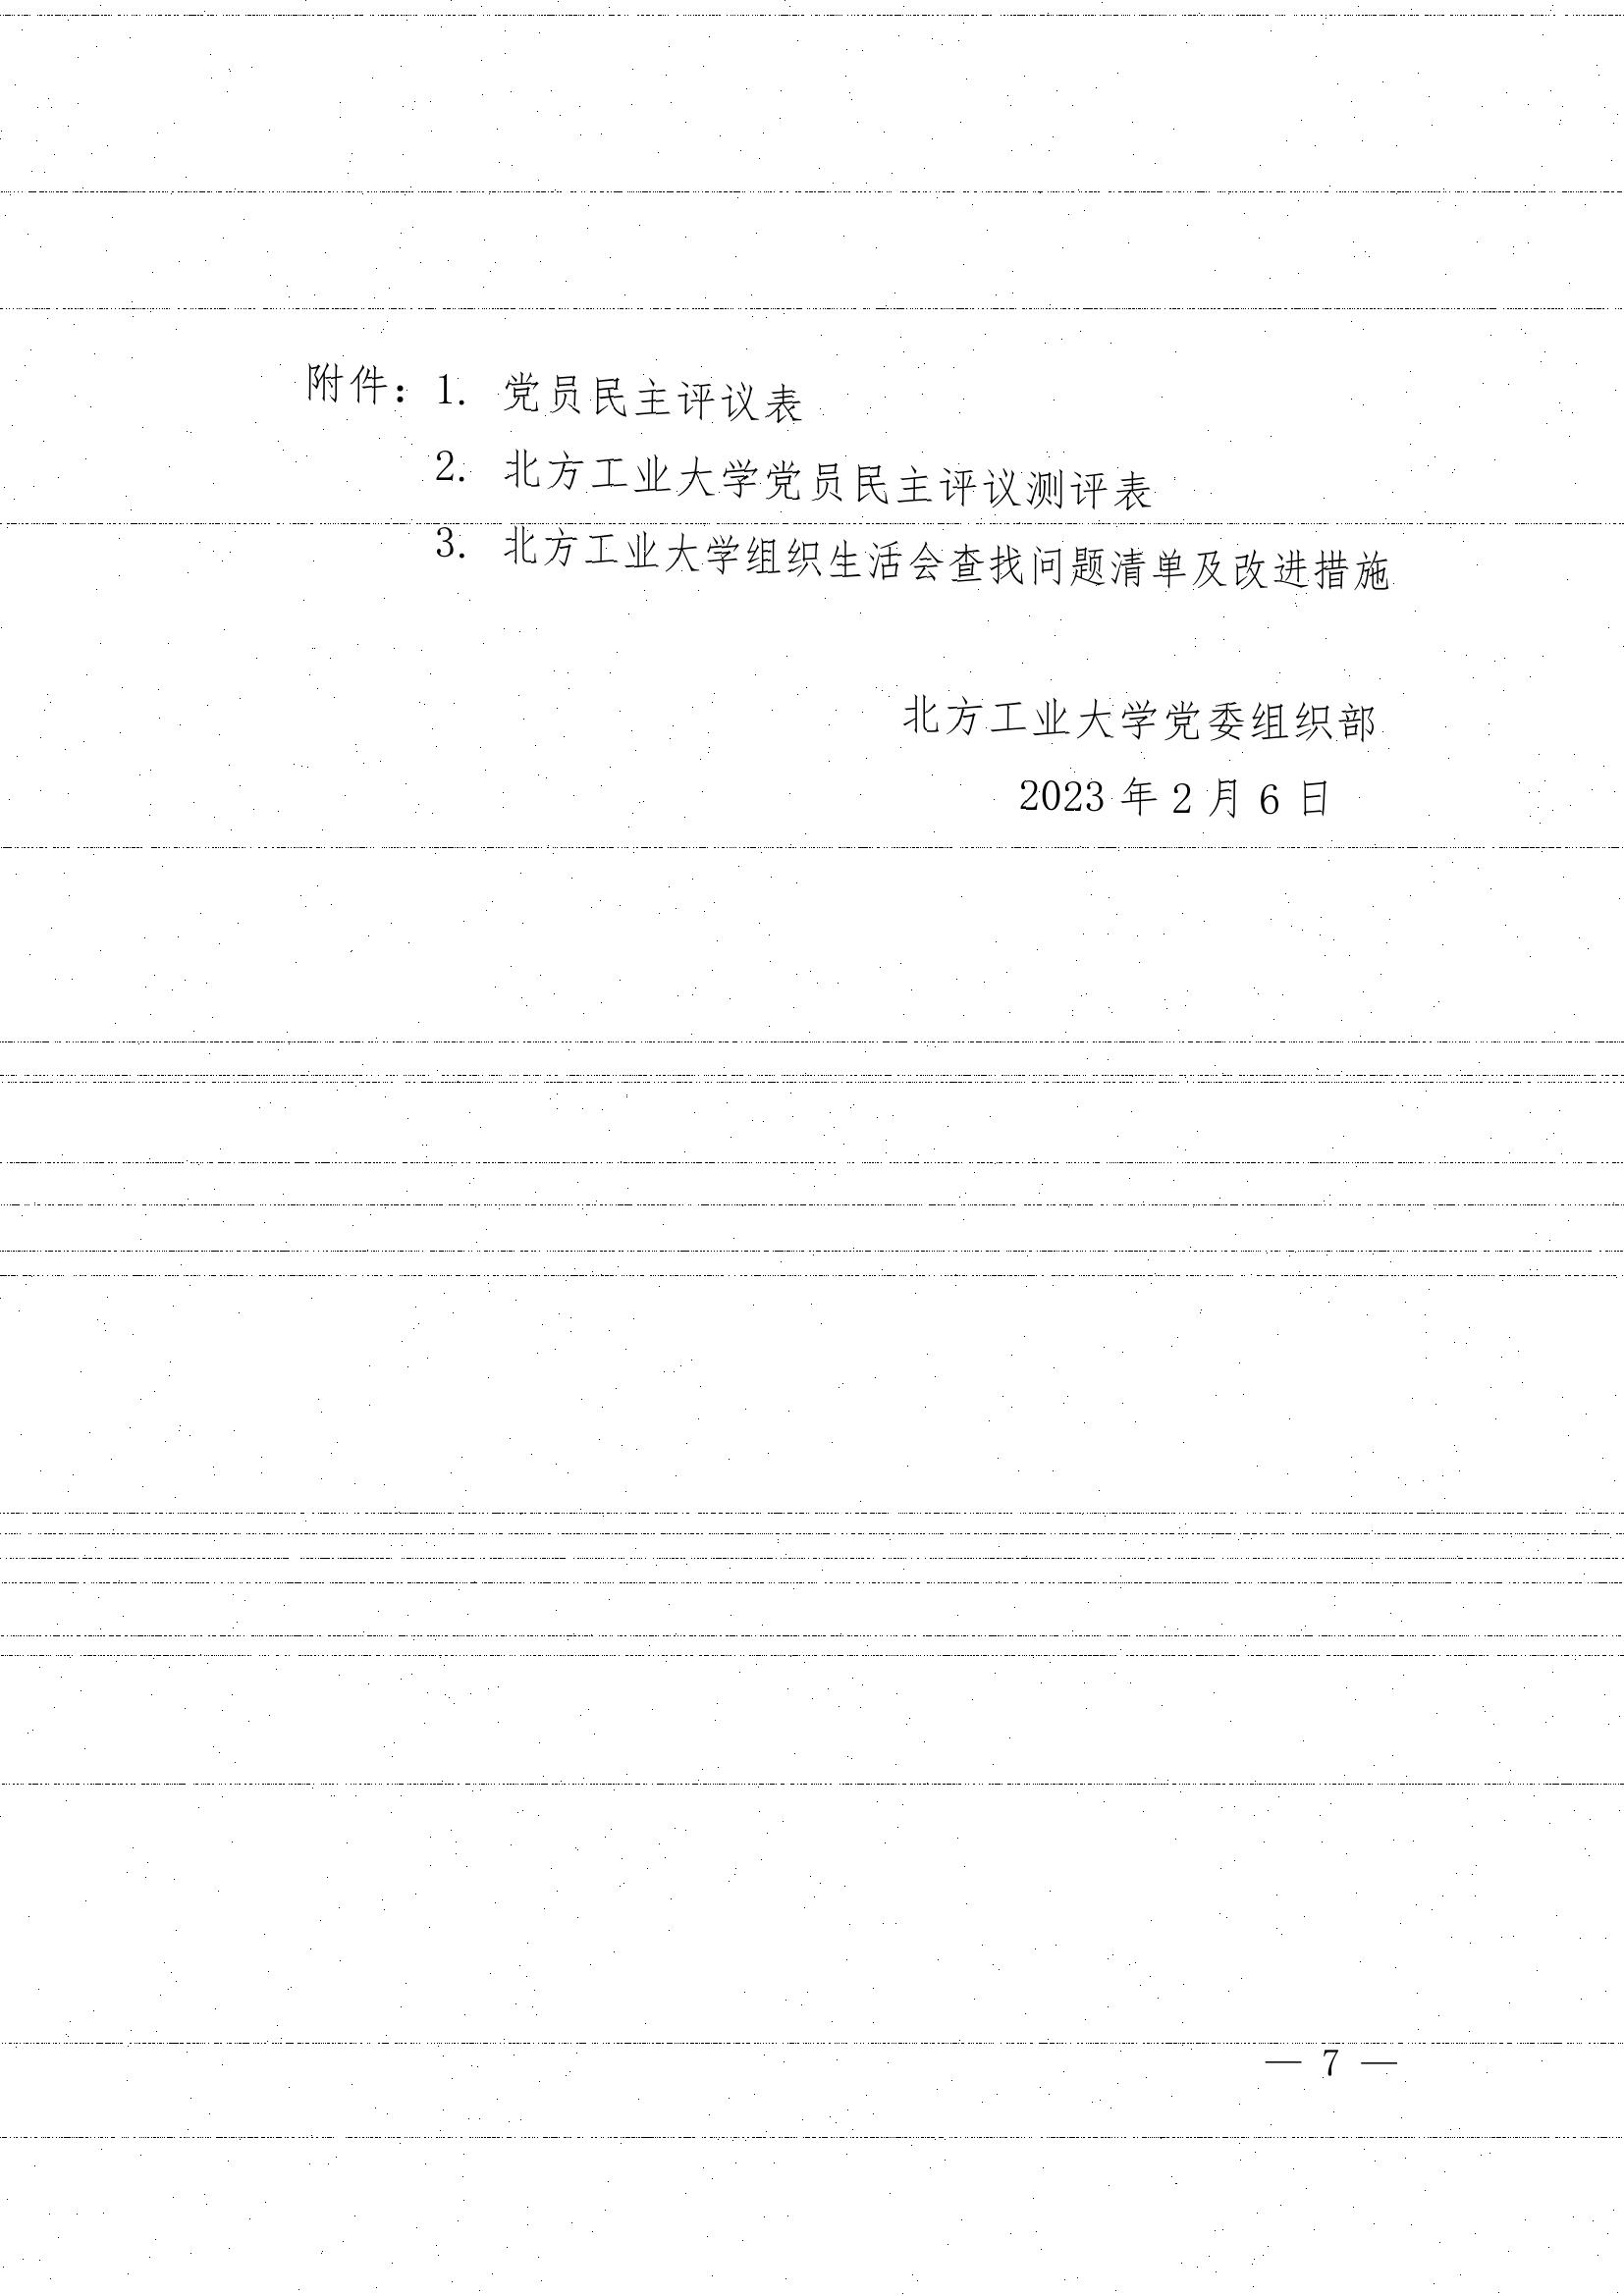 附件：1. 党员民主评议表
2. 北方工业大学党员民主评议测评表
3. 北方工业大学组织生活会查找问题清单及改进措施
北方工业大学党委组织部
2023 年 2 月 6 日
— 7 —